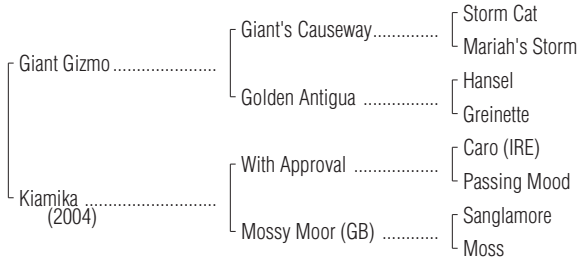 Storm Cat
Giant's Causeway
Mariah's Storm
Giant Gizmo
Hansel
Golden Antigua
Greinette
Caro (IRE)
With Approval
Passing Mood
Kiamika
(2004)
Sanglamore
Mossy Moor (GB)
Moss